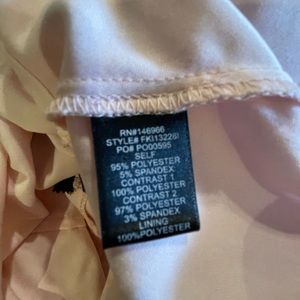 RN#146966
STYLE# FKI13226I
PO# PO00595
SELF
95% POLYESTER
5% SPANDEX
CONTRAST 1
100% POLYESTER
CONTRAST 2
97% POLYESTER
3% SPANDEX
LINING
100%POLYESTER